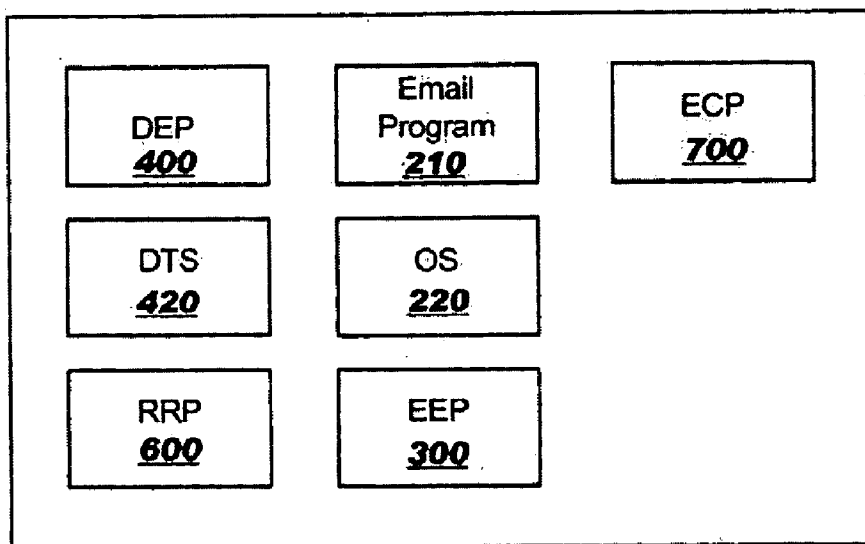 DEP
400
Email
Program
210
ECP
700
DTS
420
OS
220
RRP
600
EEP
300